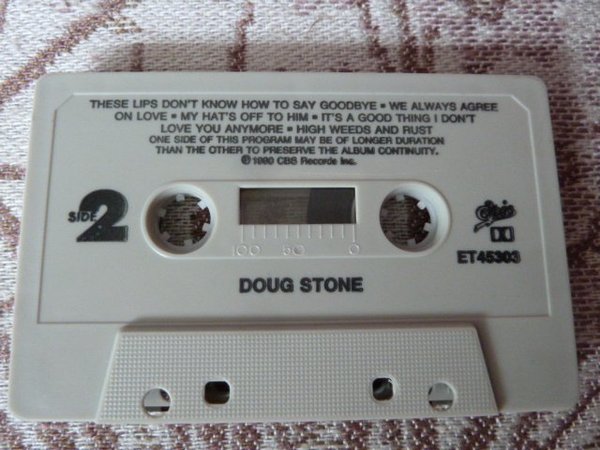 THESE LIPS DON'T KNOW HOW TO SAY GOODBYE • WE ALWAYS AGREE
ON LOVE • MY HAT'S OFF TO HIM • IT'S A GOOD THING I DON'T
LOVE YOU ANYMORE • HIGH WEEDS AND RUST
ONE SIDE OF THIS PROGRAM MAY BE OF LONGER DURATION
THAN THE OTHER TO PRESERVE THE ALBUM CONTINUITY.
℗ 1990 CBS Records Inc.
SIDE 2
100 50 0
Epic
ET45303
DOUG STONE